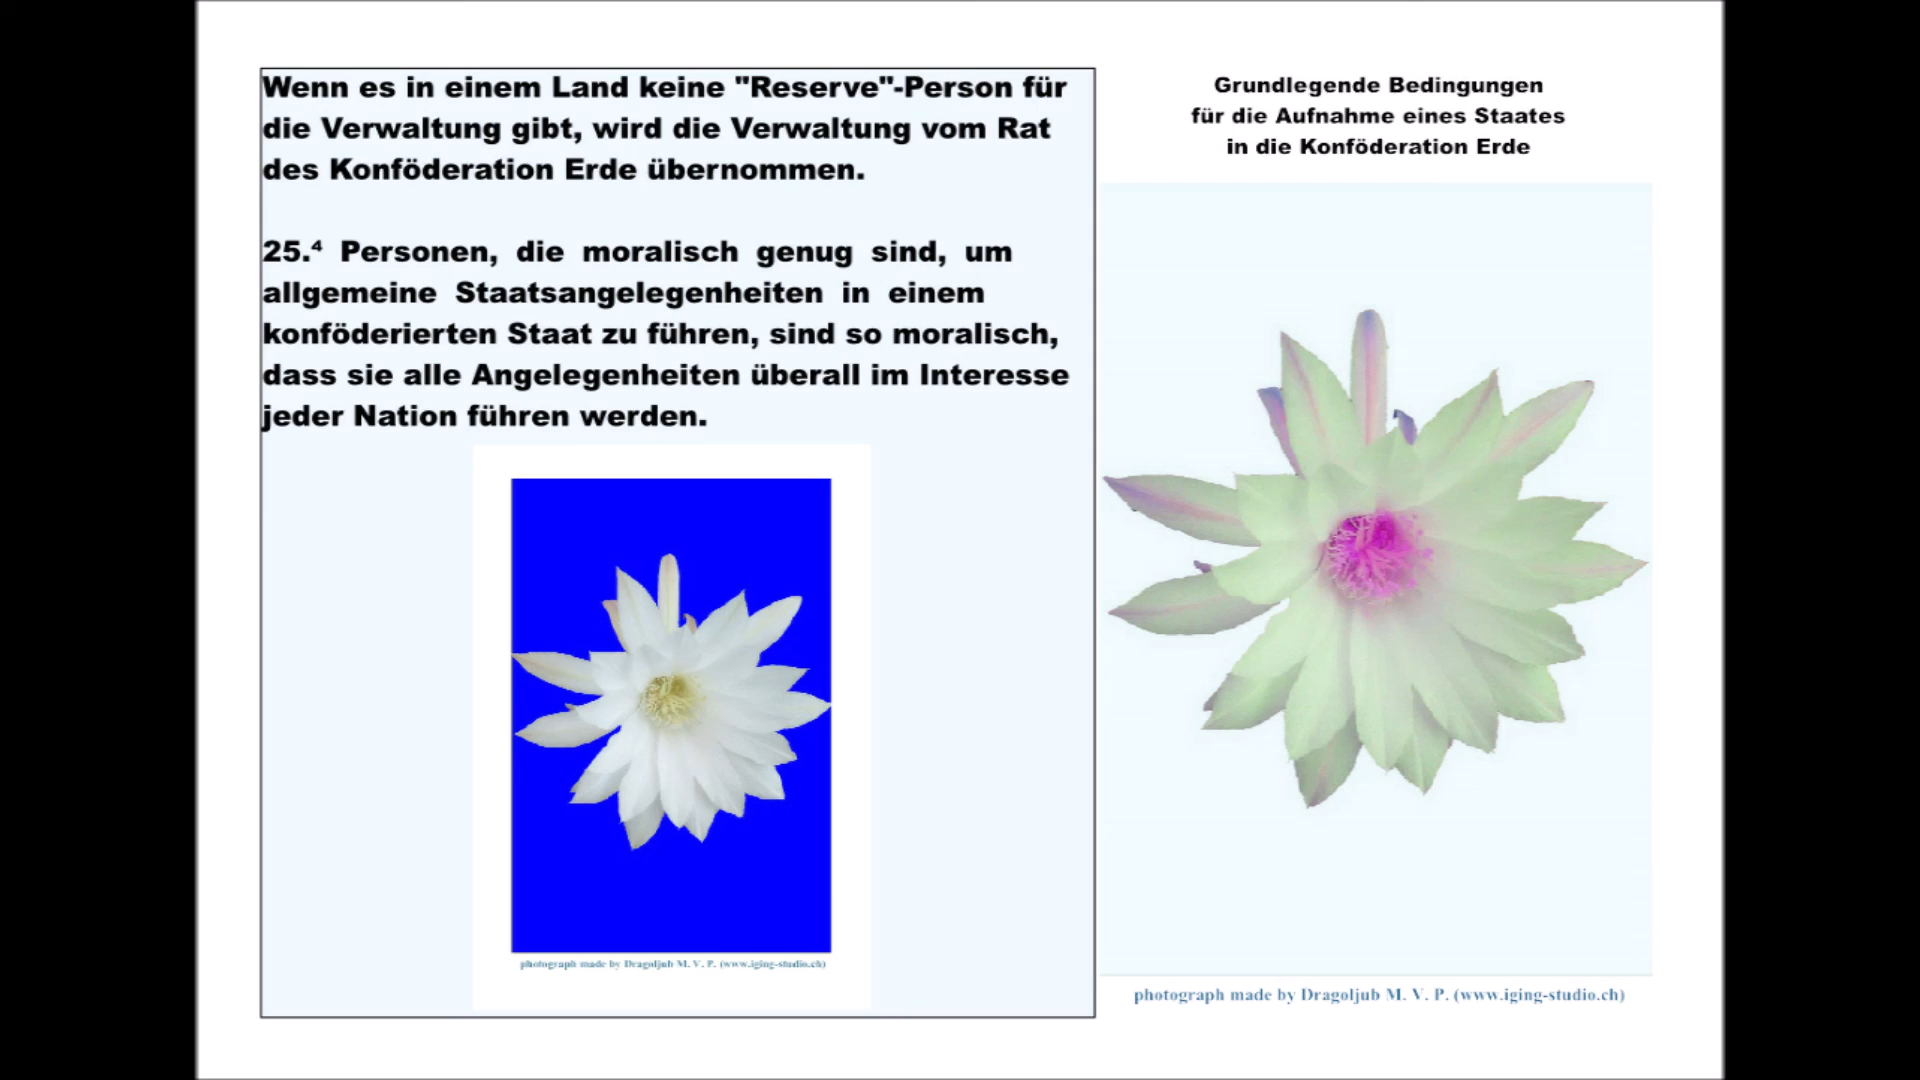 Wenn es in einem Land keine "Reserve"-Person für
die Verwaltung gibt, wird die Verwaltung vom Rat
des Konföderation Erde übernommen.
25.⁴ Personen, die moralisch genug sind, um
allgemeine Staatsangelegenheiten in einem
konföderierten Staat zu führen, sind so moralisch,
dass sie alle Angelegenheiten überall im Interesse
jeder Nation führen werden.
photograph made by Dragoljub M. V. P. (www.iging-studio.ch)
Grundlegende Bedingungen
für die Aufnahme eines Staates
in die Konföderation Erde
photograph made by Dragoljub M. V. P. (www.iging-studio.ch)